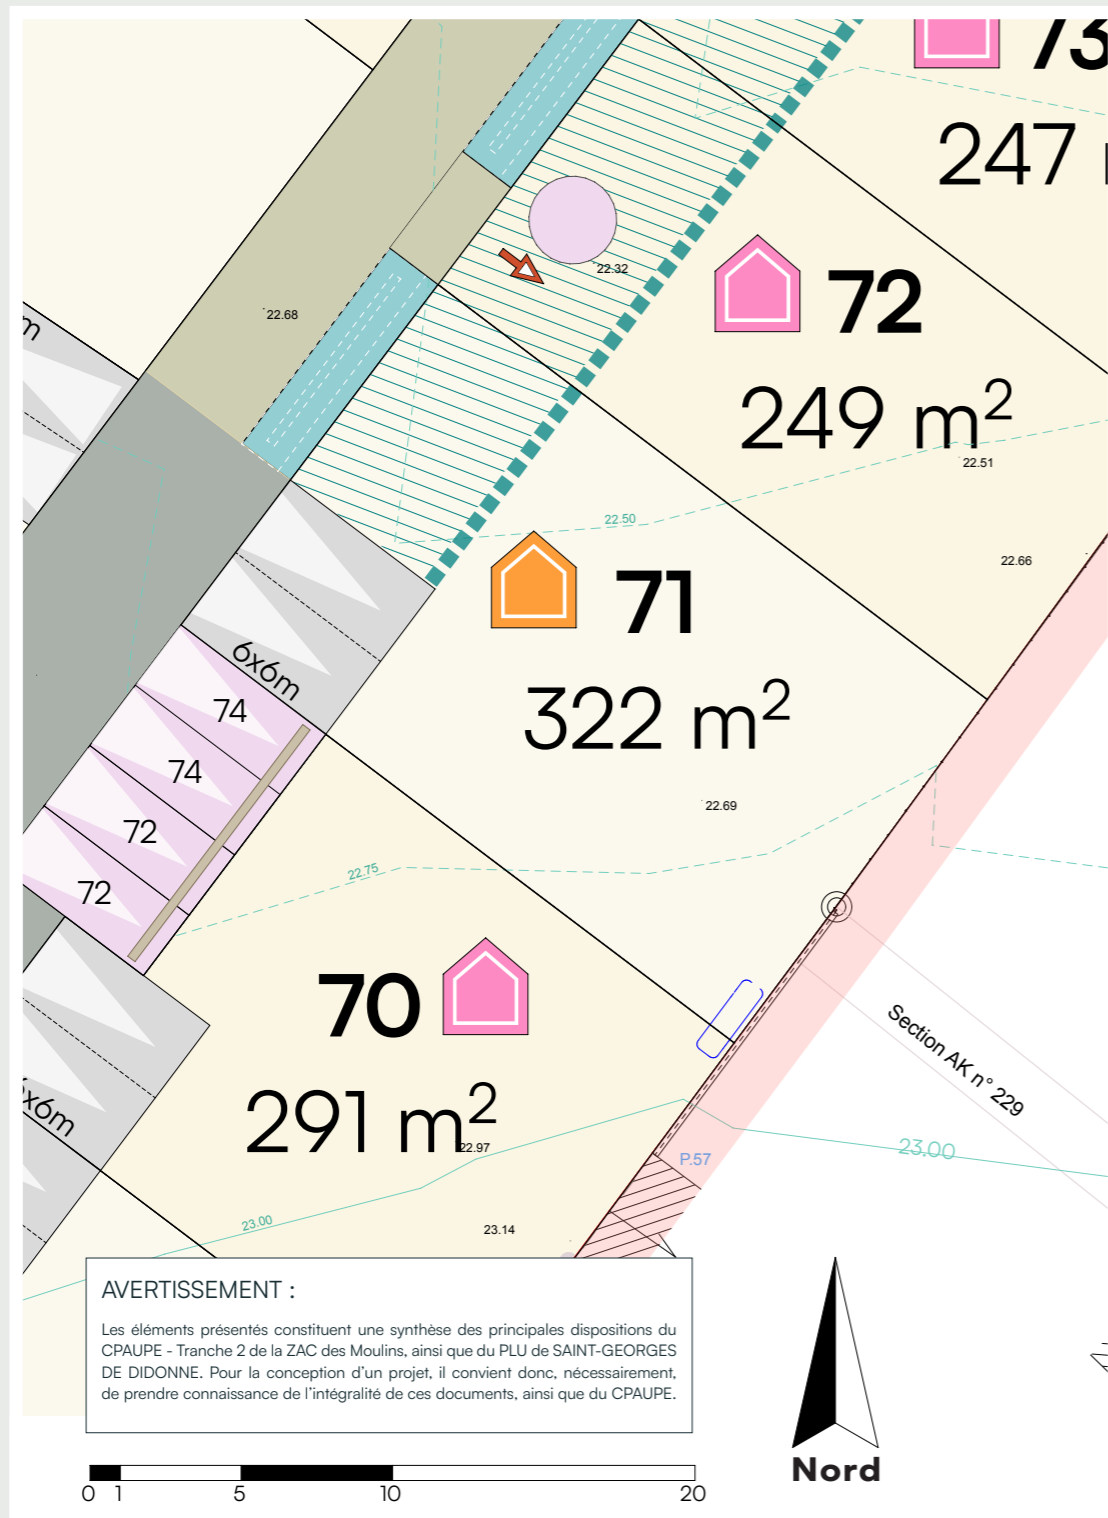 73
247
22.32
72
22.68
m
249 m²
22.51
22.50
22.66
71
6x6m
322 m²
74
74
22.69
72
22.75
72
70
Section AK n° 229
x6m
291 m²
22.97
P.57
23.00
23.00
23.14
AVERTISSEMENT :
Les éléments présentés constituent une synthèse des principales dispositions du
CPAUPE - Tranche 2 de la ZAC des Moulins, ainsi que du PLU de SAINT-GEORGES
DE DIDONNE. Pour la conception d'un projet, il convient donc, nécessairement,
de prendre connaissance de l'intégralité de ces documents, ainsi que du CPAUPE.
Nord
0 1 5 10 20